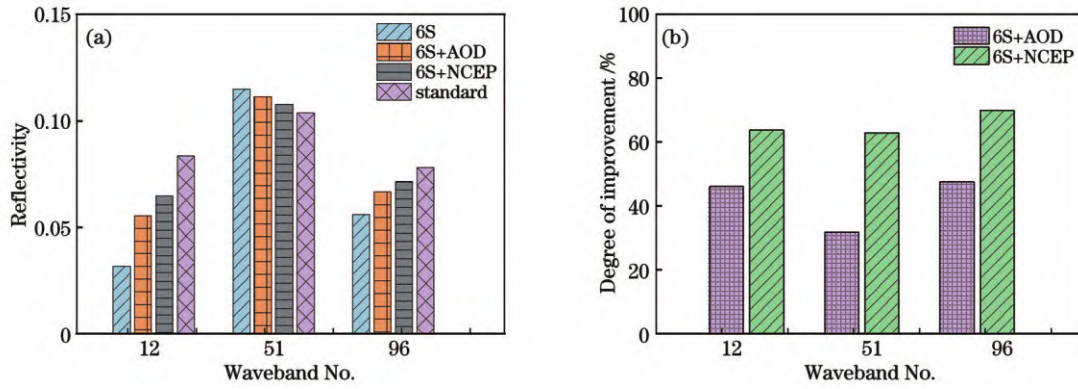 (a)
6S
6S+AOD
6S+NCEP
standard
0.15
0.10
0.05
0
Reflectivity
12 51 96
Waveband No.
(b)
6S+AOD
6S+NCEP
100
80
60
40
20
0
Degree of improvement /%
12 51 96
Waveband No.